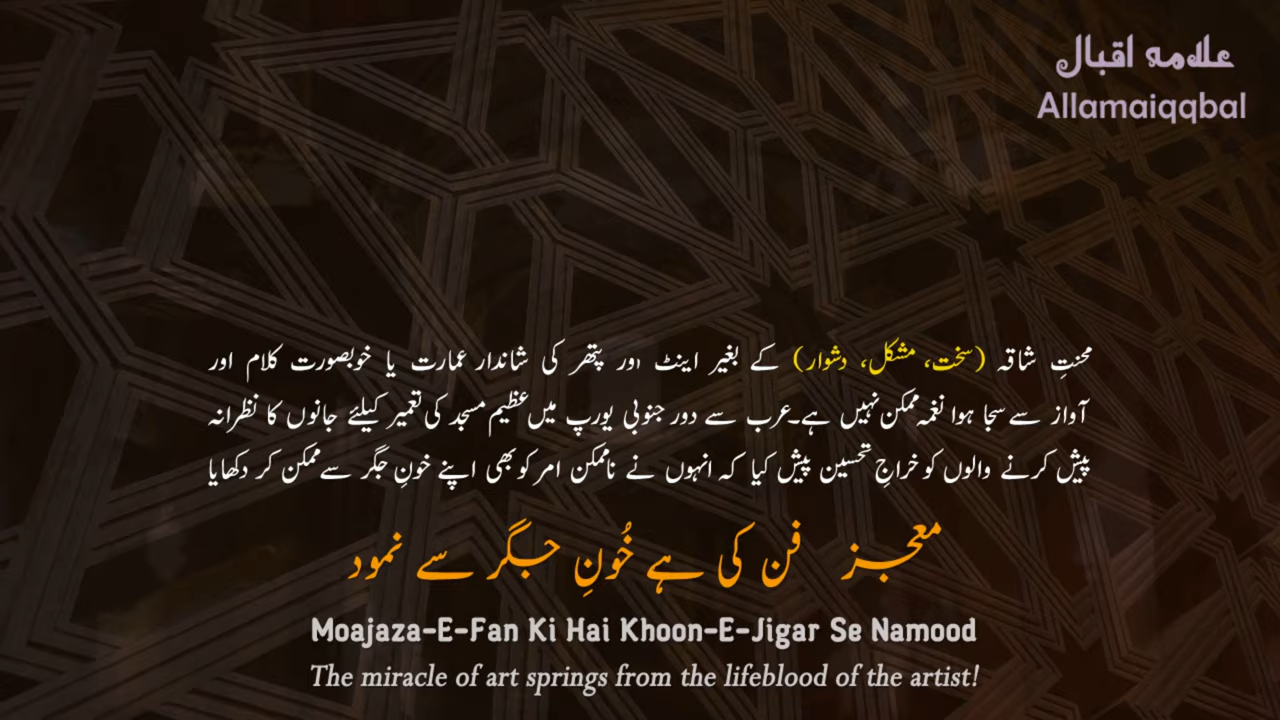 علامہ اقبال
Allamaiqqbal
محنتِ شاقہ (سخت، مشکل، دشوار) کے بغیر اینٹ اور پتھر کی شاندار عمارت یا خوبصورت کلام اور
آواز سے سجا ہوا نغمہ ممکن نہیں ہے۔عرب سے دور جنوبی یورپ میں عظیم مسجد کی تعمیر کیلئے جانوں کا نظرانہ
پیش کرنے والوں کو خراجِ تحسین پیش کیا کہ انہوں نے ناممکن امر کو بھی اپنے خونِ جگر سے ممکن کر دکھایا
معجز فن کی ہے خُونِ جگر سے نمود
Moajaza-E-Fan Ki Hai Khoon-E-Jigar Se Namood
The miracle of art springs from the lifeblood of the artist!